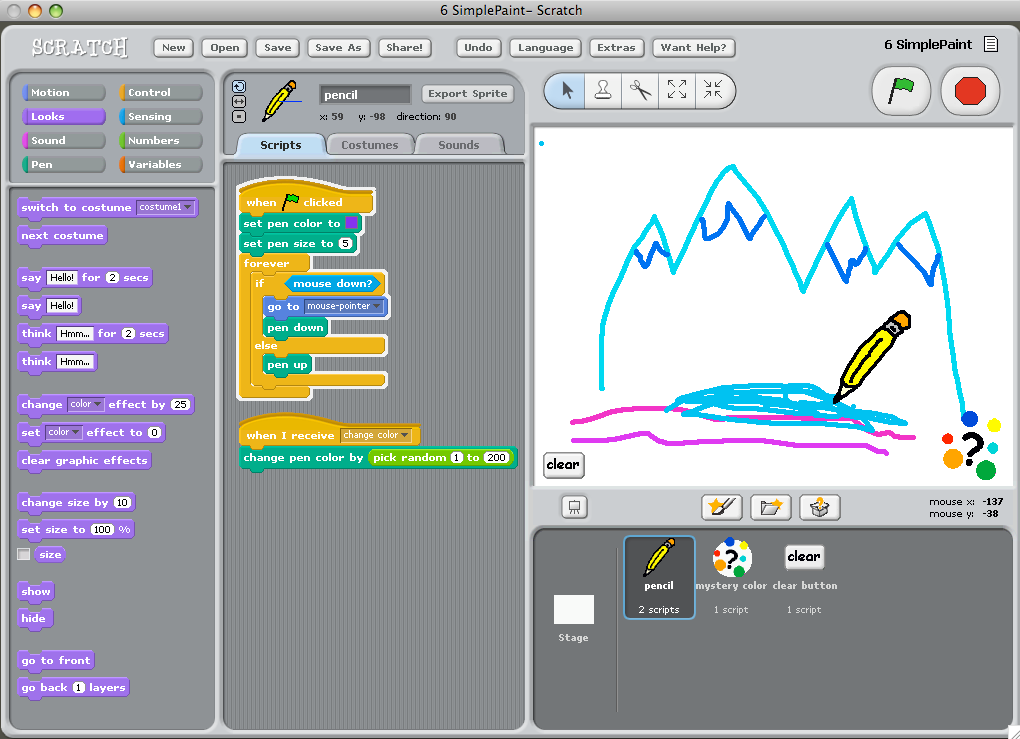 6 SimplePaint- Scratch
SCRATCH
New
Open
Save
Save As
Share!
Undo
Language
Extras
Want Help?
6 SimplePaint
Motion
Control
Looks
Sensing
Sound
Numbers
Pen
Variables
switch to costume costume1
next costume
say Hello! for 2 secs
say Hello!
think Hmm... for 2 secs
think Hmm...
change color effect by 25
set color effect to 0
clear graphic effects
change size by 10
set size to 100 %
size
show
hide
go to front
go back 1 layers
pencil
Export Sprite
x: 59 y: -98 direction: 90
Scripts
Costumes
Sounds
when clicked
set pen color to
set pen size to 5
forever
if mouse down?
go to mouse-pointer
pen down
else
pen up
when I receive change color
change pen color by pick random 1 to 200
?
clear
mouse x: -137
mouse y: -38
Stage
pencil
2 scripts
?
mystery color
1 script
clear
clear button
1 script